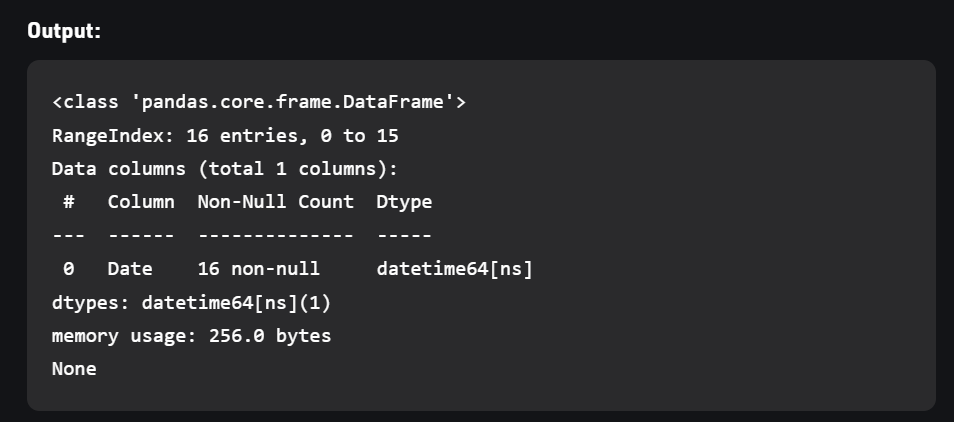 Output:
<class 'pandas.core.frame.DataFrame'>
RangeIndex: 16 entries, 0 to 15
Data columns (total 1 columns):
 #   Column  Non-Null Count  Dtype
---  ------  --------------  -----
 0   Date    16 non-null     datetime64[ns]
dtypes: datetime64[ns](1)
memory usage: 256.0 bytes
None